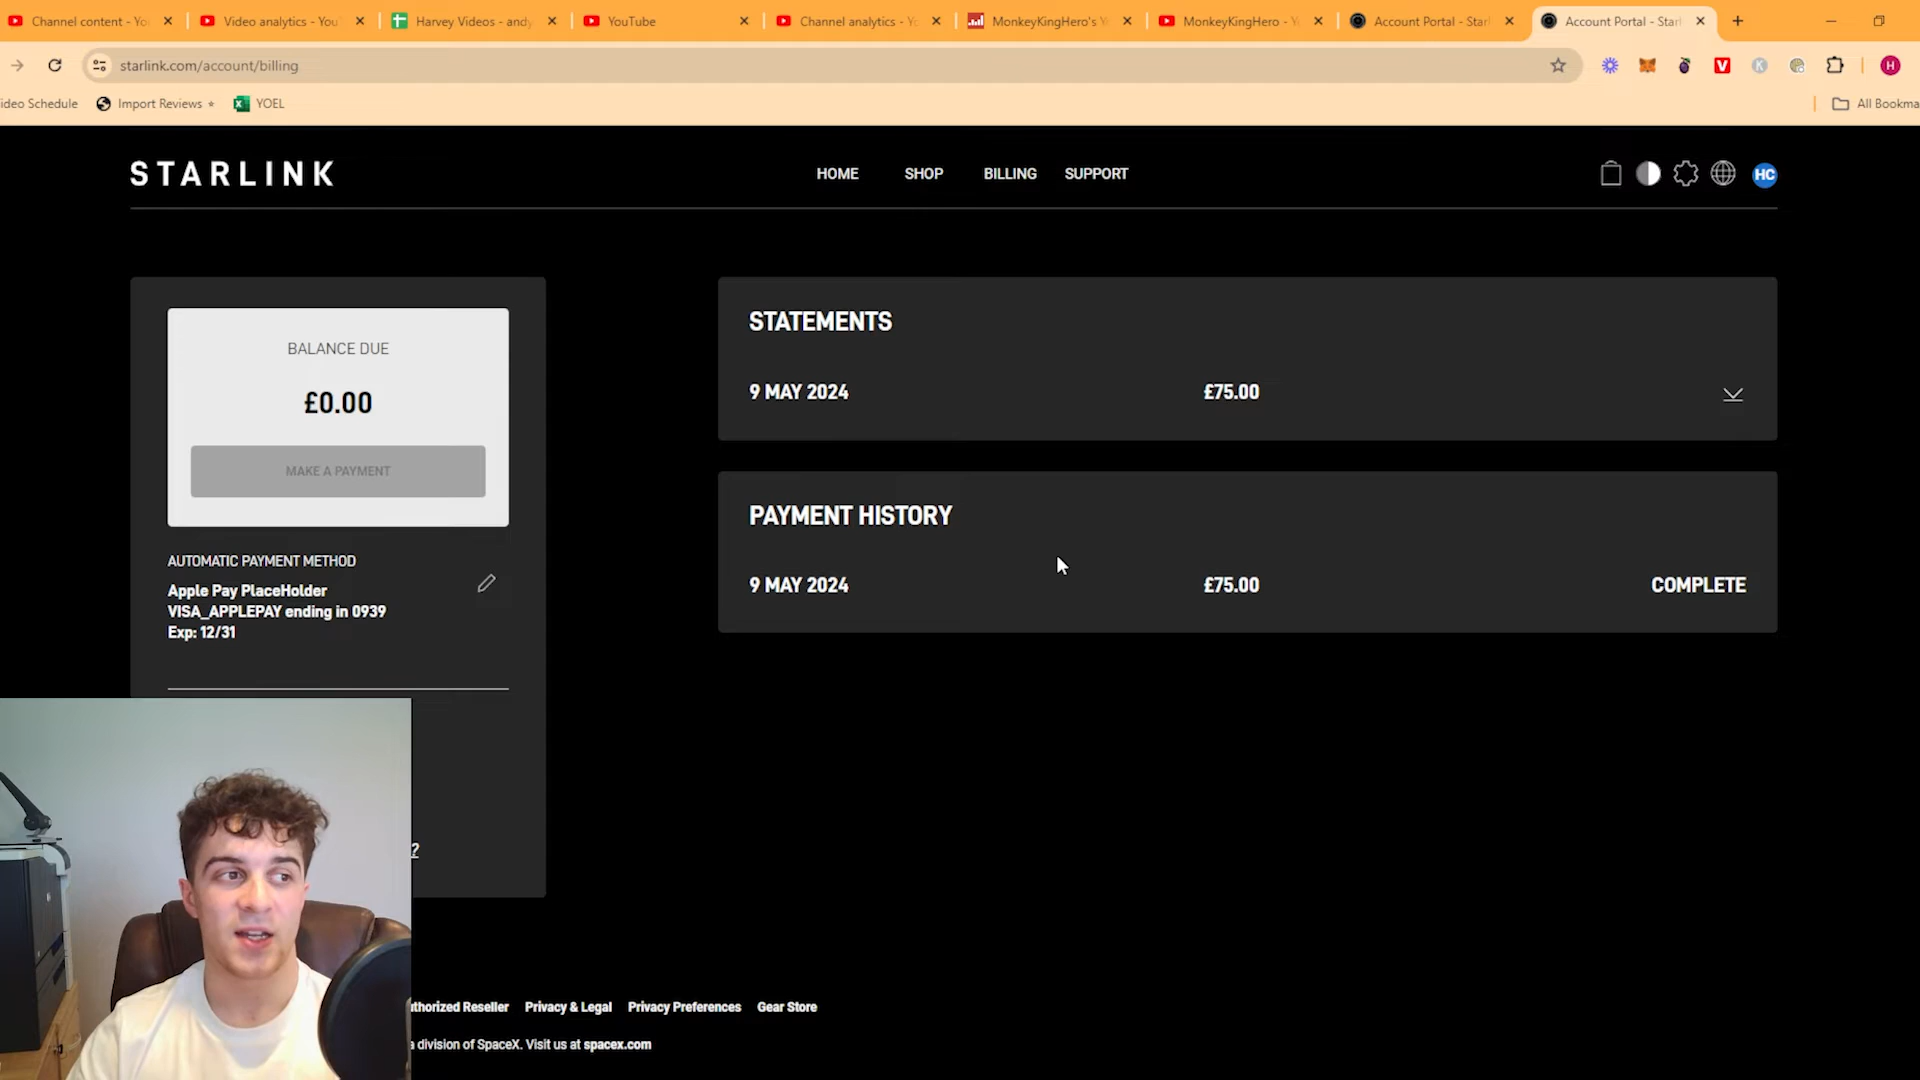 Channel content - Yo
Video analytics - You
Harvey Videos - andy
YouTube
Channel analytics - Yo
MonkeyKingHero's Y
MonkeyKingHero - Y
Account Portal - Star
Account Portal - Starl
starlink.com/account/billing
H
ideo Schedule
Import Reviews
YOEL
All Bookma
STARLINK
HOME
SHOP
BILLING
SUPPORT
HC
BALANCE DUE
£0.00
MAKE A PAYMENT
AUTOMATIC PAYMENT METHOD
Apple Pay PlaceHolder
VISA_APPLEPAY ending in 0939
Exp: 12/31
?
STATEMENTS
9 MAY 2024 £75.00
PAYMENT HISTORY
9 MAY 2024 £75.00 COMPLETE
uthorized Reseller Privacy & Legal Privacy Preferences Gear Store
a division of SpaceX. Visit us at spacex.com